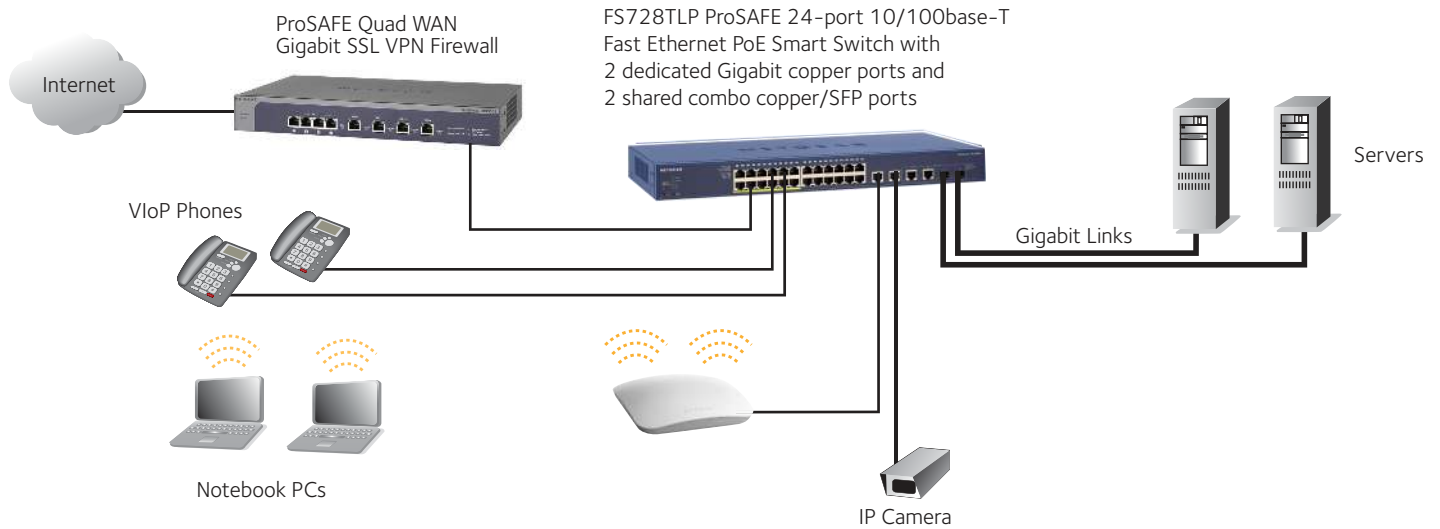 ProSAFE Quad WAN
Gigabit SSL VPN Firewall
FS728TLP ProSAFE 24-port 10/100base-T
Fast Ethernet PoE Smart Switch with
2 dedicated Gigabit copper ports and
2 shared combo copper/SFP ports
Internet
NETGEAR
Servers
VIoP Phones
Gigabit Links
Notebook PCs
IP Camera